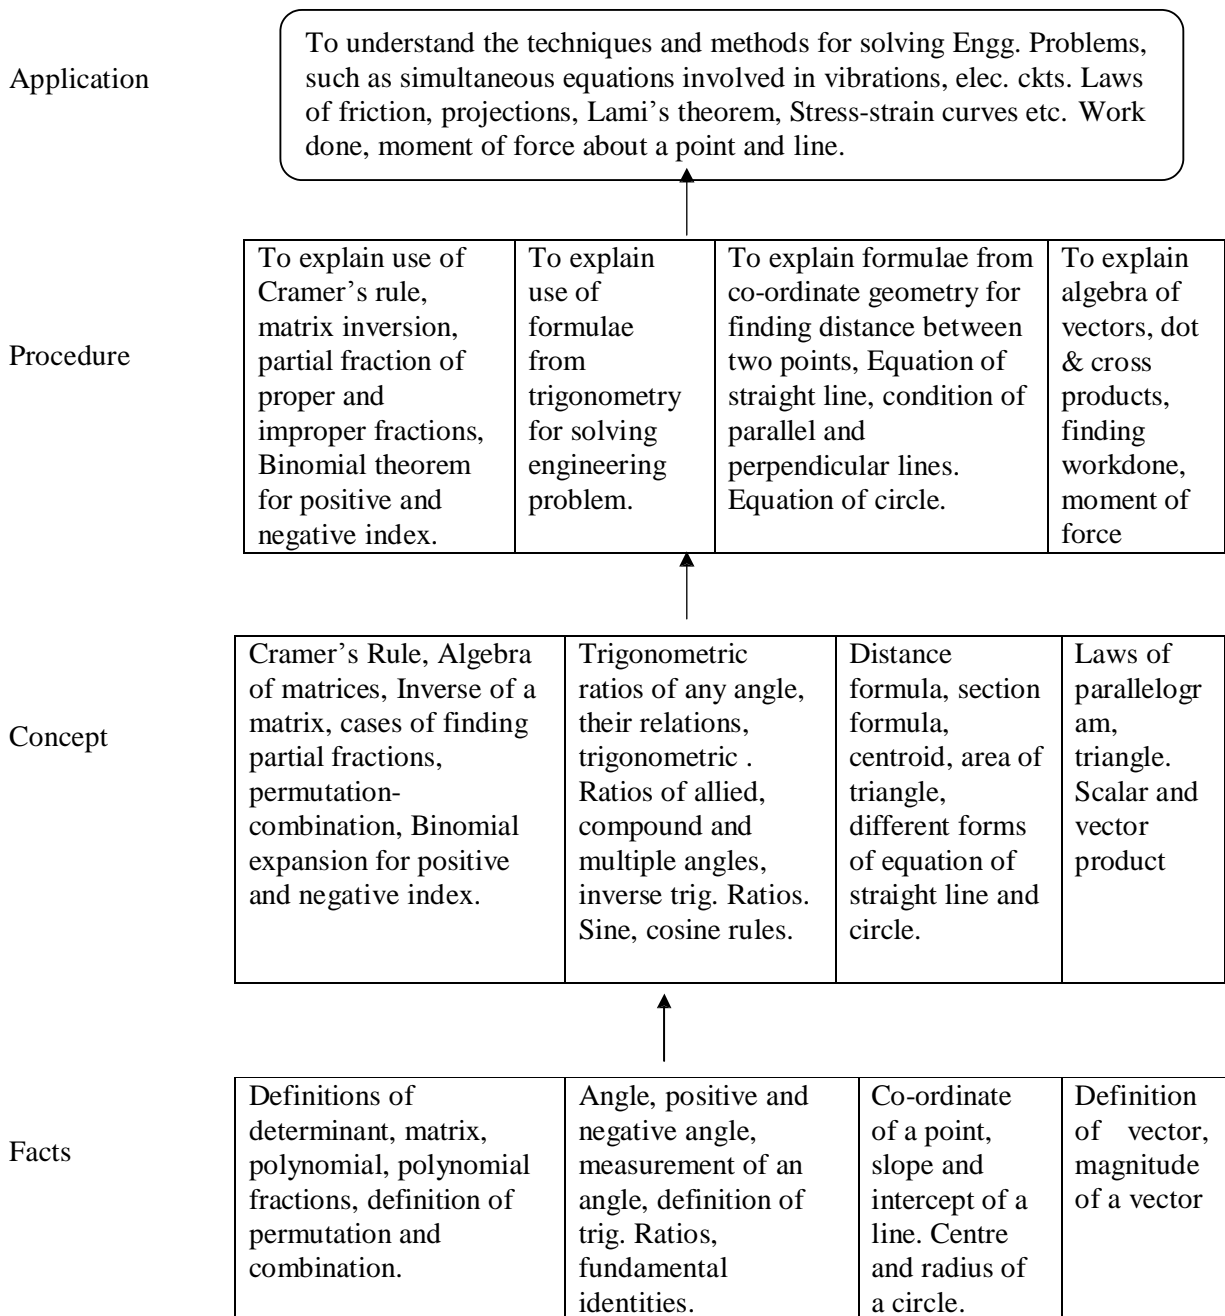 Application
To understand the techniques and methods for solving Engg. Problems,
such as simultaneous equations involved in vibrations, elec. ckts. Laws
of friction, projections, Lami’s theorem, Stress-strain curves etc. Work
done, moment of force about a point and line.
Procedure
To explain use of
Cramer’s rule,
matrix inversion,
partial fraction of
proper and
improper fractions,
Binomial theorem
for positive and
negative index.
To explain
use of
formulae
from
trigonometry
for solving
engineering
problem.
To explain formulae from
co-ordinate geometry for
finding distance between
two points, Equation of
straight line, condition of
parallel and
perpendicular lines.
Equation of circle.
To explain
algebra of
vectors, dot
& cross
products,
finding
workdone,
moment of
force
Concept
Cramer’s Rule, Algebra
of matrices, Inverse of a
matrix, cases of finding
partial fractions,
permutation-
combination, Binomial
expansion for positive
and negative index.
Trigonometric
ratios of any angle,
their relations,
trigonometric .
Ratios of allied,
compound and
multiple angles,
inverse trig. Ratios.
Sine, cosine rules.
Distance
formula, section
formula,
centroid, area of
triangle,
different forms
of equation of
straight line and
circle.
Laws of
parallelogr
am,
triangle.
Scalar and
vector
product
Facts
Definitions of
determinant, matrix,
polynomial, polynomial
fractions, definition of
permutation and
combination.
Angle, positive and
negative angle,
measurement of an
angle, definition of
trig. Ratios,
fundamental
identities.
Co-ordinate
of a point,
slope and
intercept of a
line. Centre
and radius of
a circle.
Definition
of vector,
magnitude
of a vector